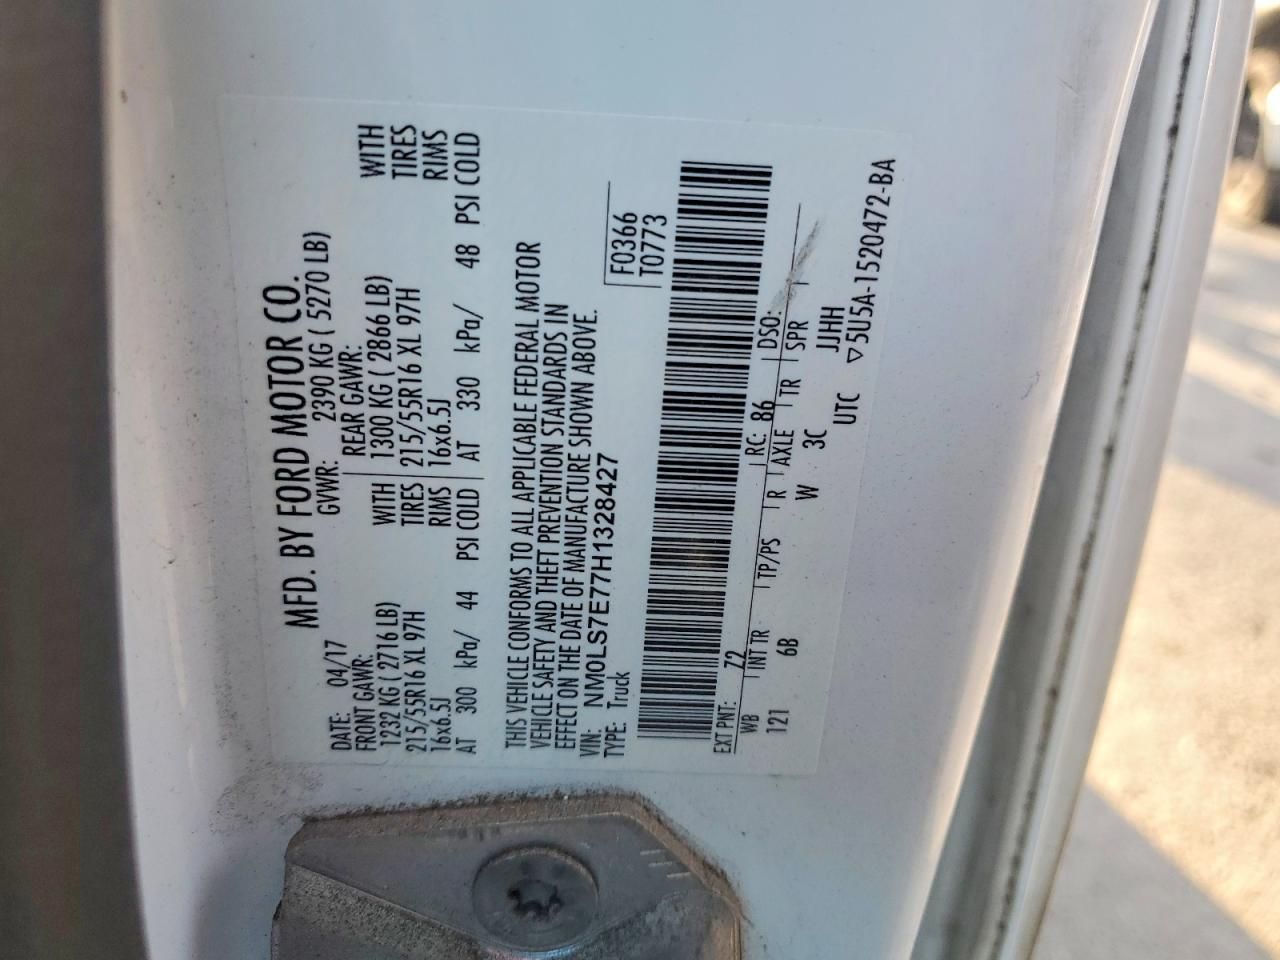 MFD. BY FORD MOTOR CO.
DATE: 04/17 GVWR: 2390 KG ( 5270 LB)
FRONT GAWR: REAR GAWR:
1232 KG ( 2716 LB) WITH 1300 KG ( 2866 LB) WITH
215/55R16 XL 97H TIRES 215/55R16 XL 97H TIRES
16x6.5J RIMS 16x6.5J RIMS
AT 300 kPa/ 44 PSI COLD AT 330 kPa/ 48 PSI COLD
THIS VEHICLE CONFORMS TO ALL APPLICABLE FEDERAL MOTOR
VEHICLE SAFETY AND THEFT PREVENTION STANDARDS IN
EFFECT ON THE DATE OF MANUFACTURE SHOWN ABOVE.
VIN: NM0LS7E77H1328427
TYPE: Truck
F0366
T0773
EXT PNT: Z2 RC: 86 DSO:
WB INT TR TP/PS R AXLE TR SPR
121 6B W 3C JJHH
UTC ▽5U5A-1520472-BA